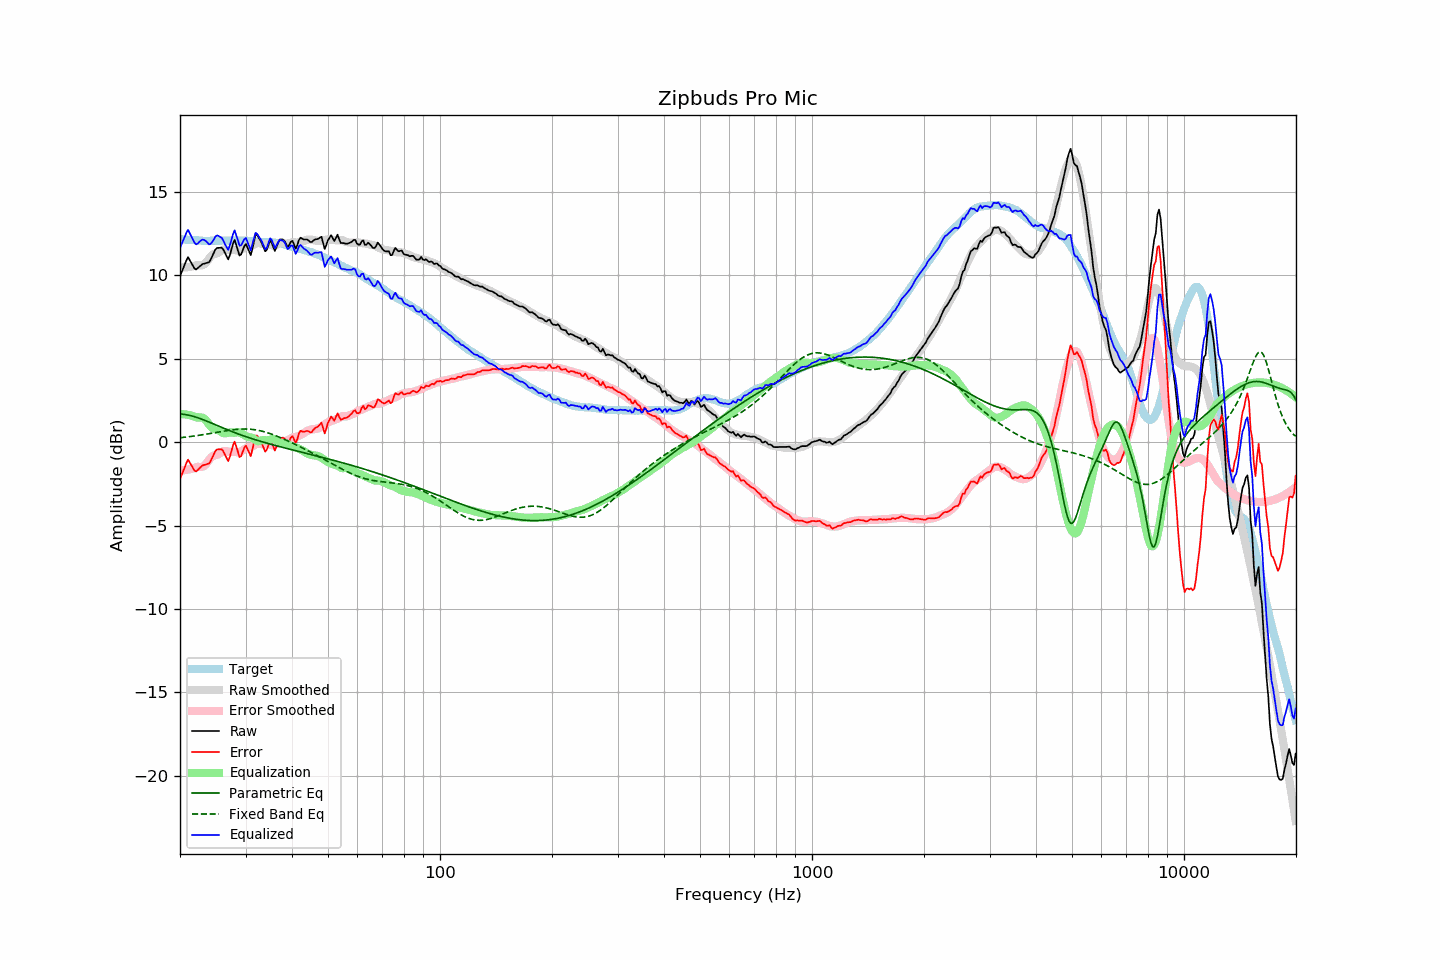 Zipbuds Pro Mic
Amplitude (dBr)
15
10
5
0
−5
−10
−15
−20
Target
Raw Smoothed
Error Smoothed
Raw
Error
Equalization
Parametric Eq
Fixed Band Eq
Equalized
100
1000
10000
Frequency (Hz)